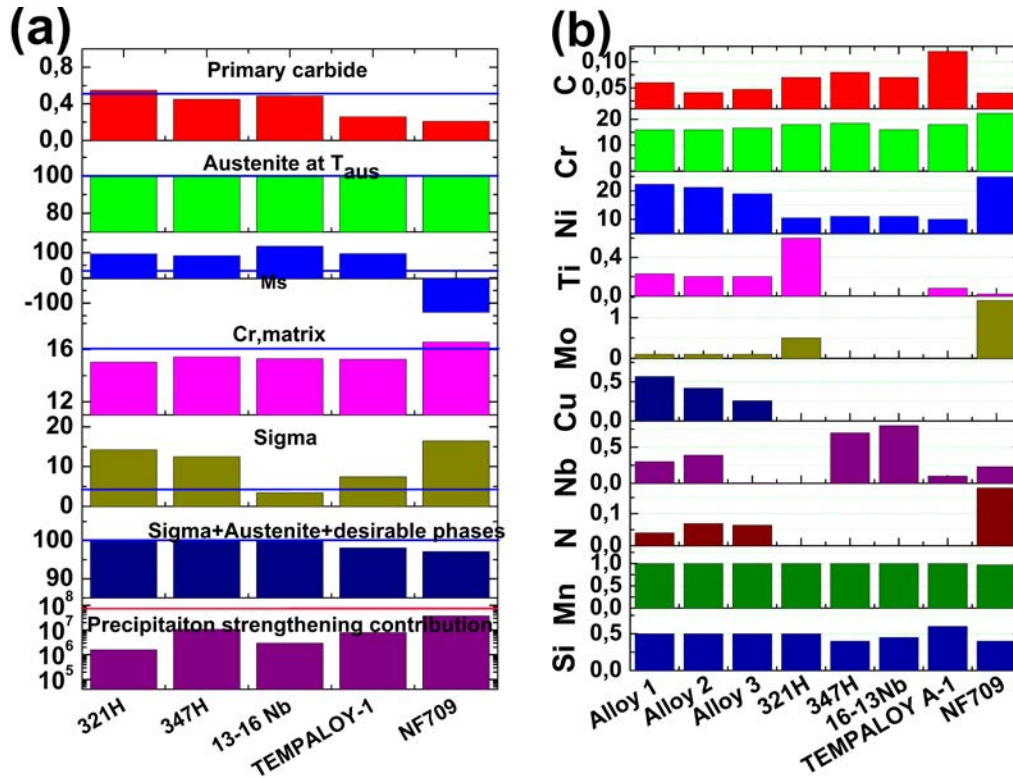 (a)
Primary carbide
0,8
0,4
0,0
Austenite at Taus
100
80
100
0
-100
Ms
Cr,matrix
16
12
Sigma
20
10
0
Sigma+Austenite+desirable phases
100
90
Precipitaiton strengthening contribution
10^8
10^7
10^6
10^5
321H
347H
13-16 Nb
TEMPALOY-1
NF709
(b)
C
0,10
0,05
Cr
20
10
0
Ni
20
10
Ti
0,4
0,0
Mo
1
0
Cu
0,5
0,0
Nb
0,5
0,0
N
0,1
0,0
Mn
1,0
0,5
0,0
Si
0,5
0,0
Alloy 1
Alloy 2
Alloy 3
321H
347H
16-13Nb
TEMPALOY A-1
NF709